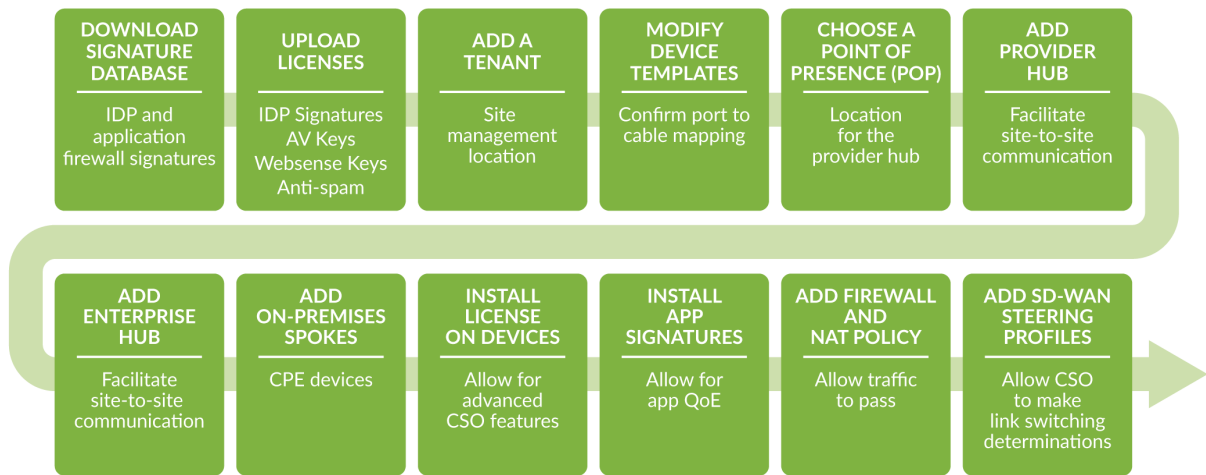 DOWNLOAD
SIGNATURE
DATABASE
IDP and
application
firewall signatures
UPLOAD
LICENSES
IDP Signatures
AV Keys
Websense Keys
Anti-spam
ADD A
TENANT
Site
management
location
MODIFY
DEVICE
TEMPLATES
Confirm port to
cable mapping
CHOOSE A
POINT OF
PRESENCE (POP)
Location
for the
provider hub
ADD
PROVIDER
HUB
Facilitate
site-to-site
communication
ADD
ENTERPRISE
HUB
Facilitate
site-to-site
communication
ADD
ON-PREMISES
SPOKES
CPE devices
INSTALL
LICENSE
ON DEVICES
Allow for
advanced
CSO features
INSTALL
APP
SIGNATURES
Allow for
app QoE
ADD FIREWALL
AND
NAT POLICY
Allow traffic
to pass
ADD SD-WAN
STEERING
PROFILES
Allow CSO
to make
link switching
determinations